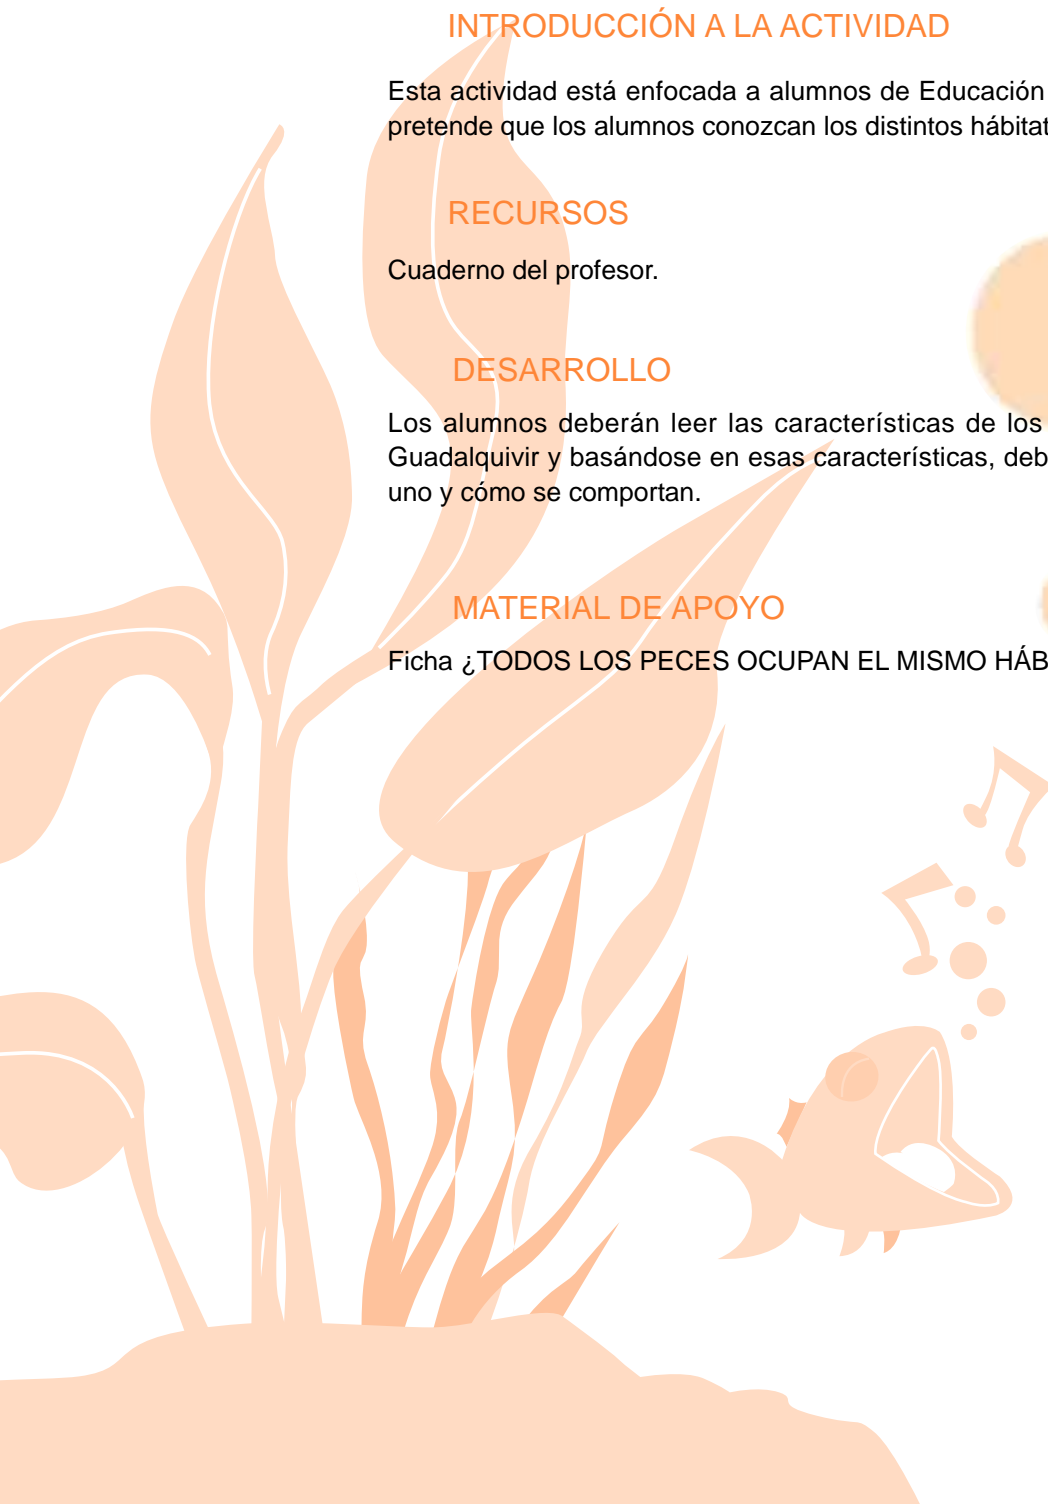 INTRODUCCIÓN A LA ACTIVIDAD
Esta actividad está enfocada a alumnos de Educación
pretende que los alumnos conozcan los distintos hábitat
RECURSOS
Cuaderno del profesor.
DESARROLLO
Los alumnos deberán leer las características de los
Guadalquivir y basándose en esas características, deb
uno y cómo se comportan.
MATERIAL DE APOYO
Ficha ¿TODOS LOS PECES OCUPAN EL MISMO HÁB